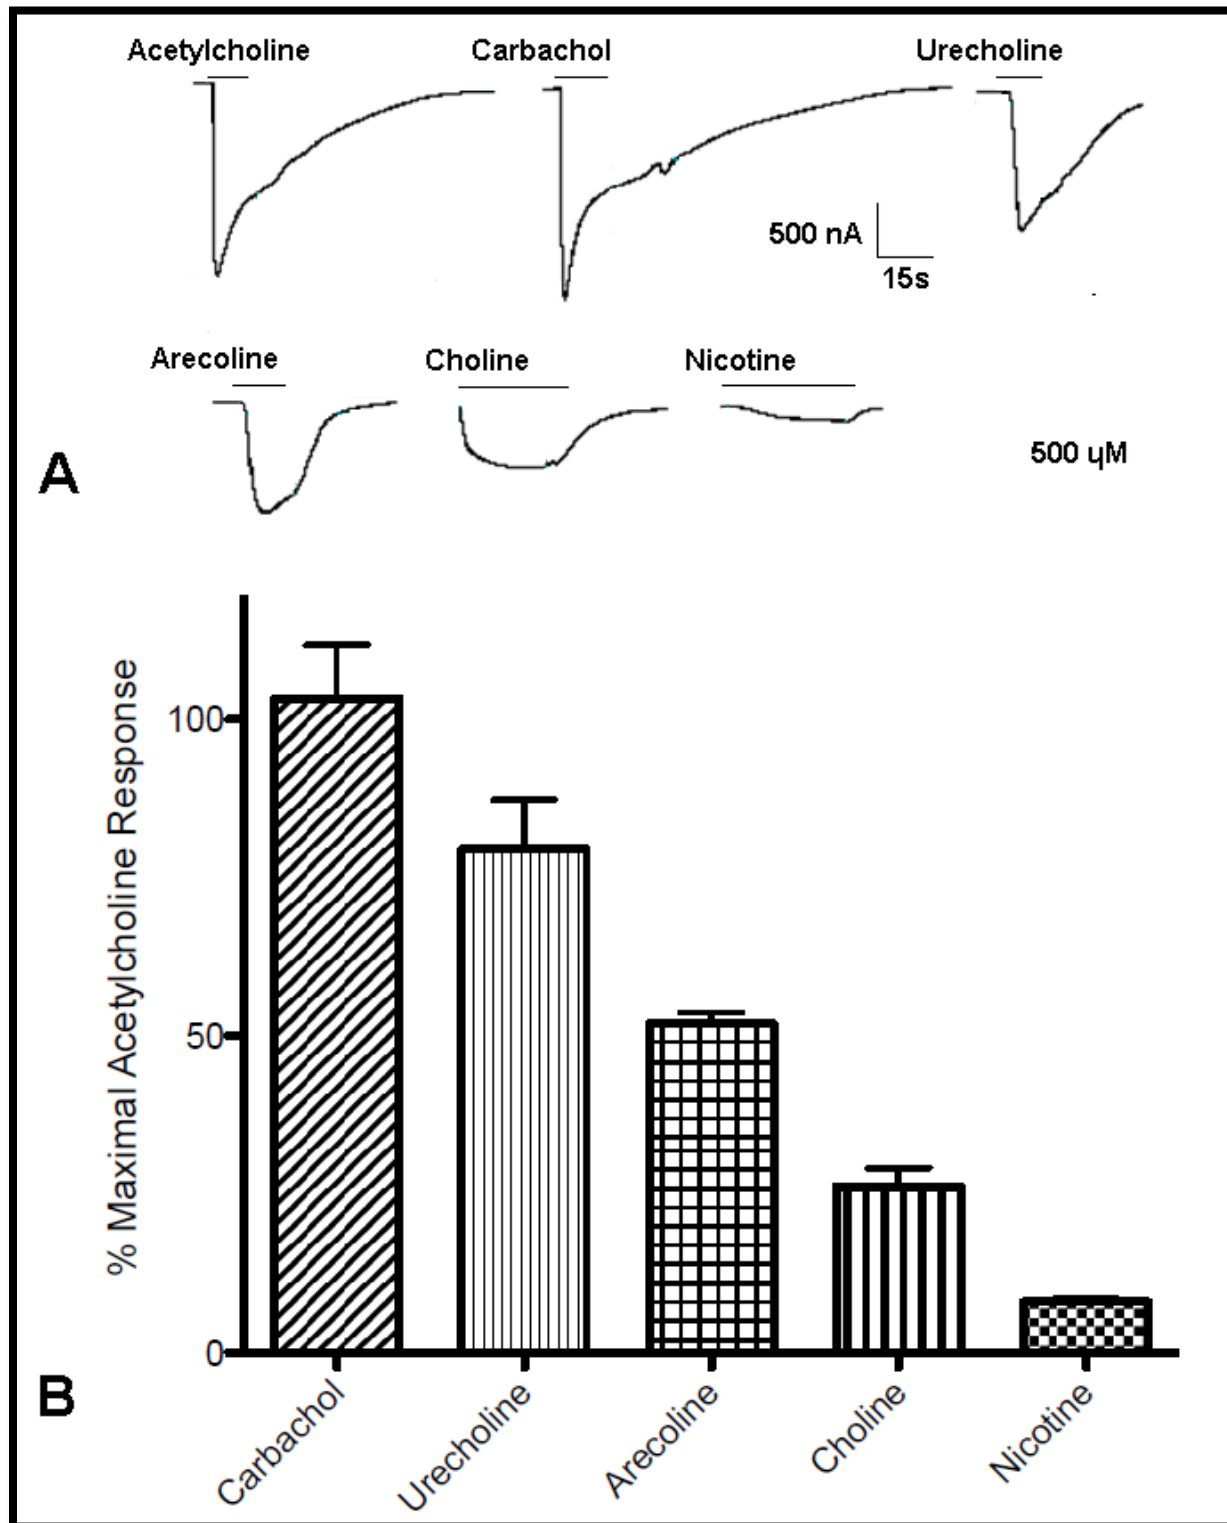 Acetylcholine
Carbachol
Urecholine
500 nA
15s
Arecoline
Choline
Nicotine
500 ɥM
A
% Maximal Acetylcholine Response
100
50
0
B
Carbachol
Urecholine
Arecoline
Choline
Nicotine